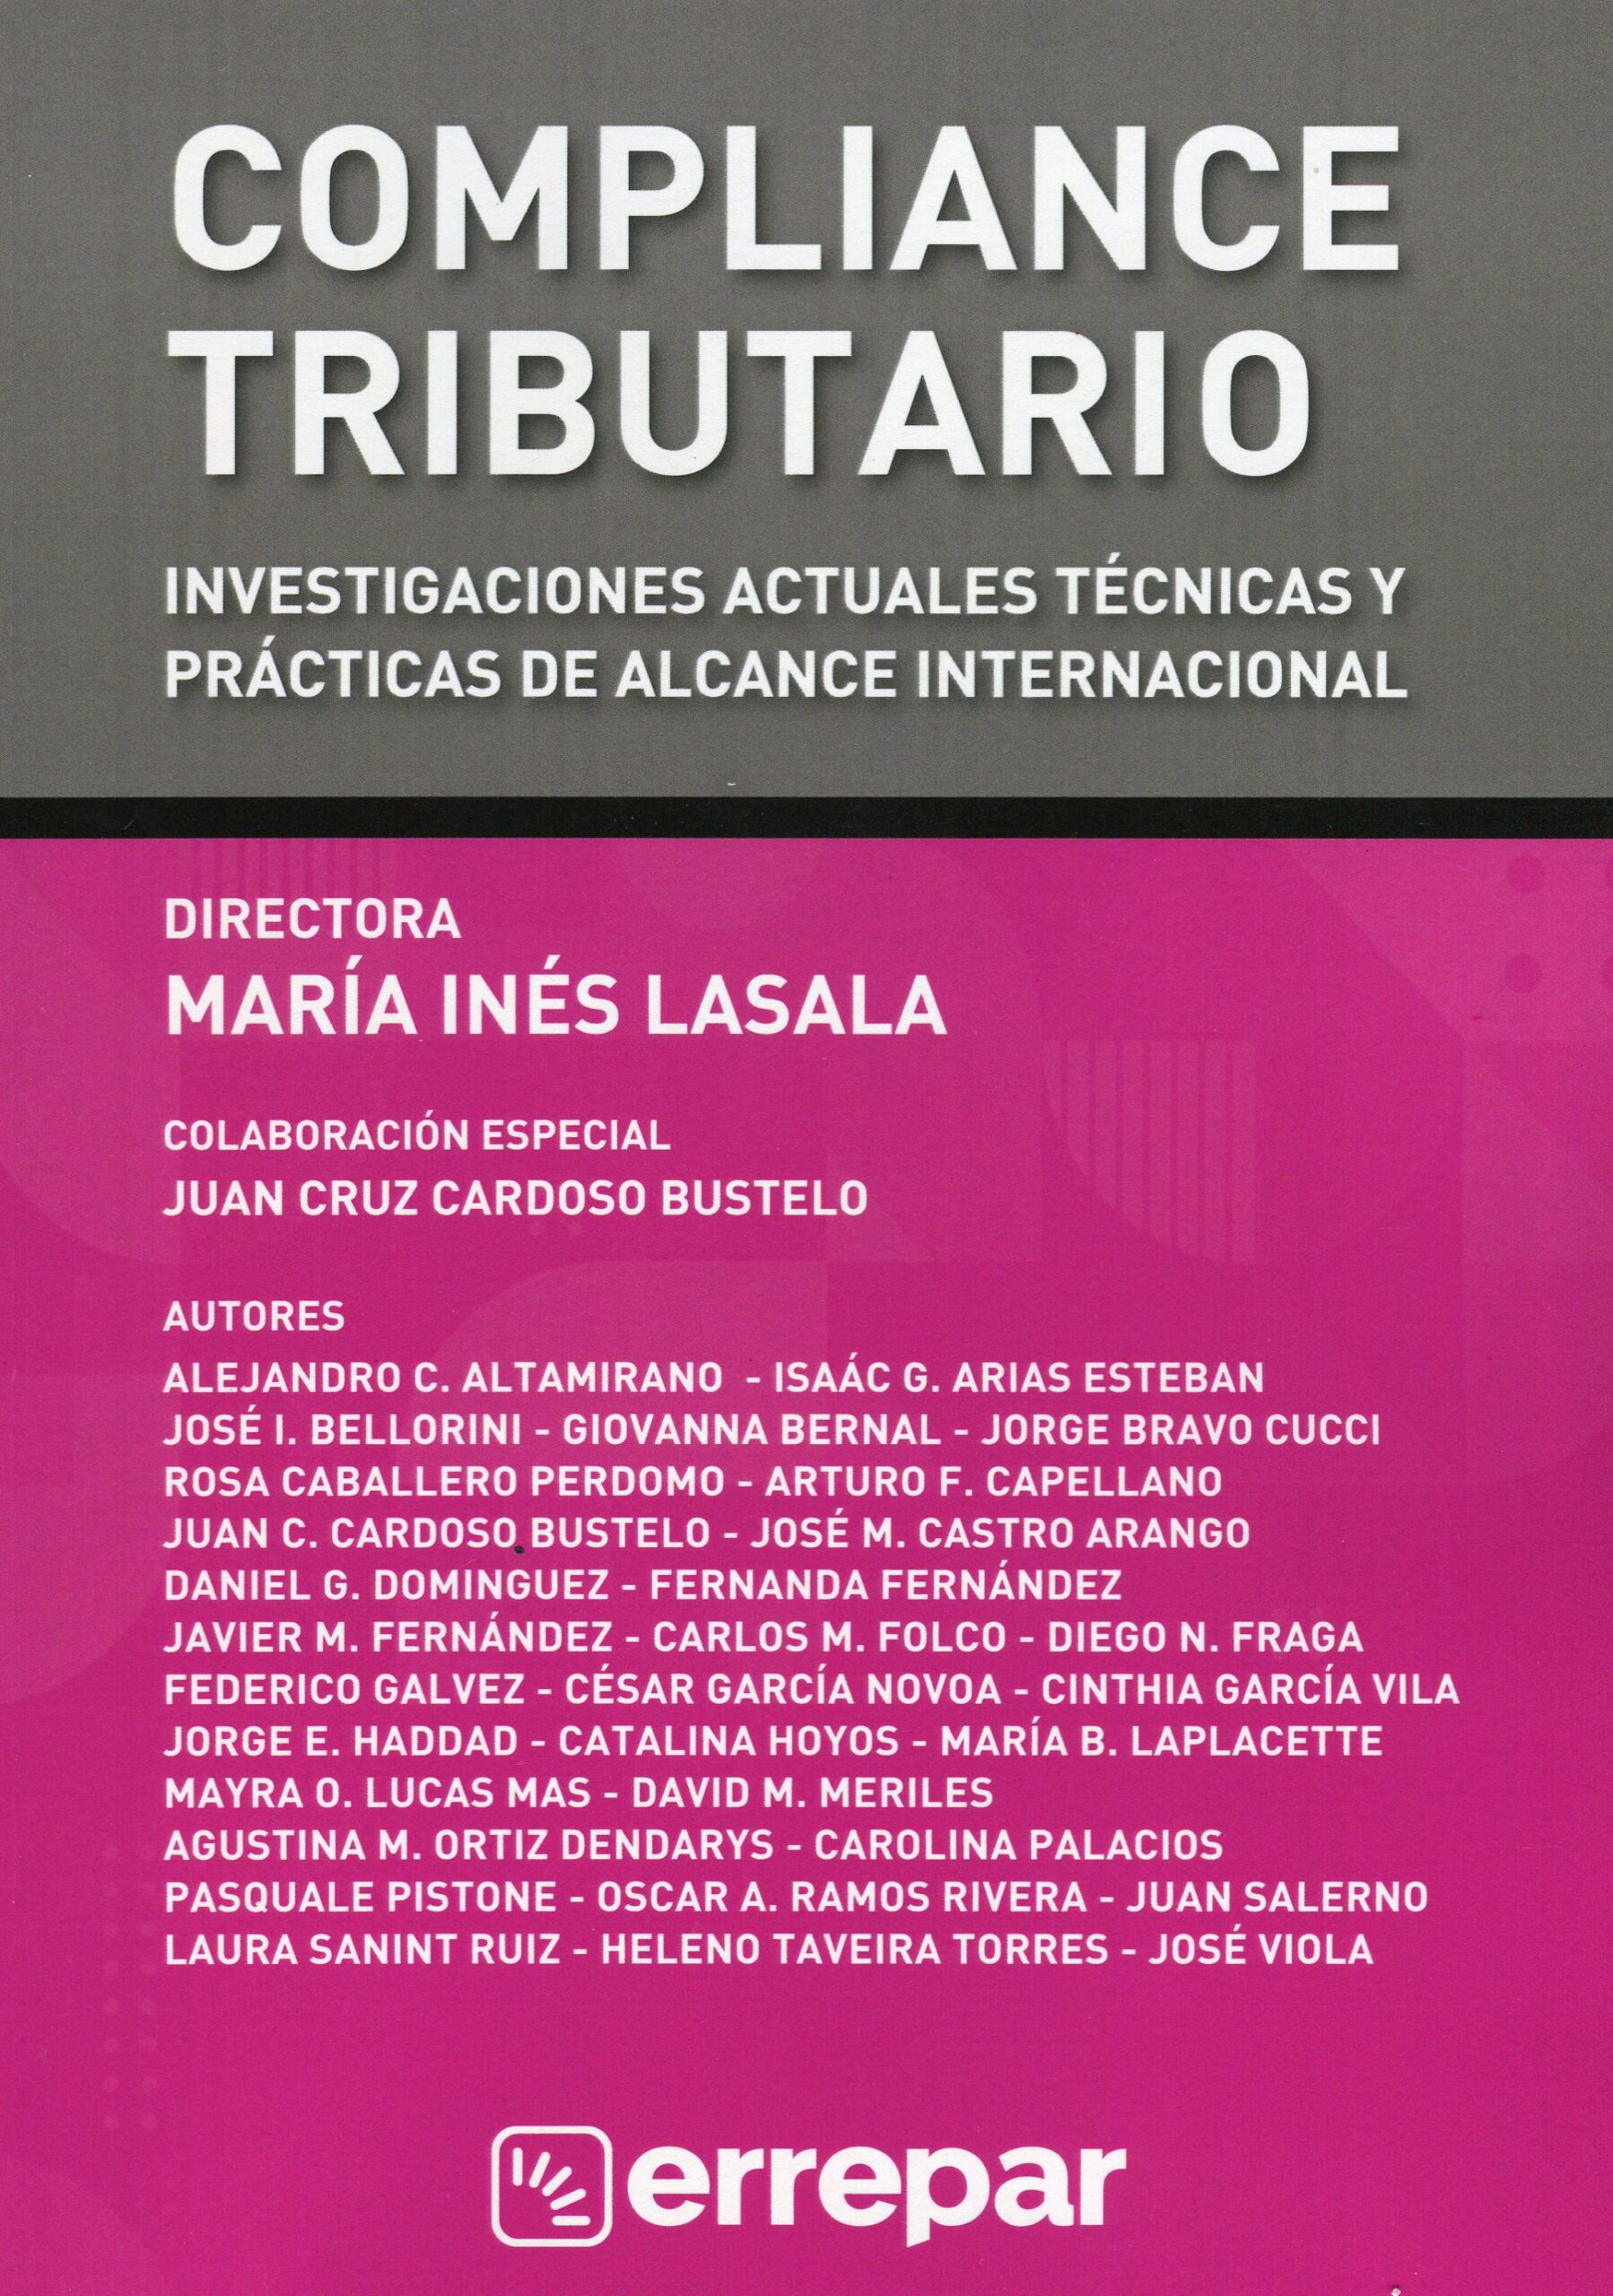 COMPLIANCE
TRIBUTARIO
INVESTIGACIONES ACTUALES TÉCNICAS Y
PRÁCTICAS DE ALCANCE INTERNACIONAL
DIRECTORA
MARÍA INÉS LASALA
COLABORACIÓN ESPECIAL
JUAN CRUZ CARDOSO BUSTELO
AUTORES
ALEJANDRO C. ALTAMIRANO - ISAÁC G. ARIAS ESTEBAN
JOSÉ I. BELLORINI - GIOVANNA BERNAL - JORGE BRAVO CUCCI
ROSA CABALLERO PERDOMO - ARTURO F. CAPELLANO
JUAN C. CARDOSO BUSTELO - JOSÉ M. CASTRO ARANGO
DANIEL G. DOMINGUEZ - FERNANDA FERNÁNDEZ
JAVIER M. FERNÁNDEZ - CARLOS M. FOLCO - DIEGO N. FRAGA
FEDERICO GALVEZ - CÉSAR GARCÍA NOVOA - CINTHIA GARCÍA VILA
JORGE E. HADDAD - CATALINA HOYOS - MARÍA B. LAPLACETTE
MAYRA O. LUCAS MAS - DAVID M. MERILES
AGUSTINA M. ORTIZ DENDARYS - CAROLINA PALACIOS
PASQUALE PISTONE - OSCAR A. RAMOS RIVERA - JUAN SALERNO
LAURA SANINT RUIZ - HELENO TAVEIRA TORRES - JOSÉ VIOLA
errepar